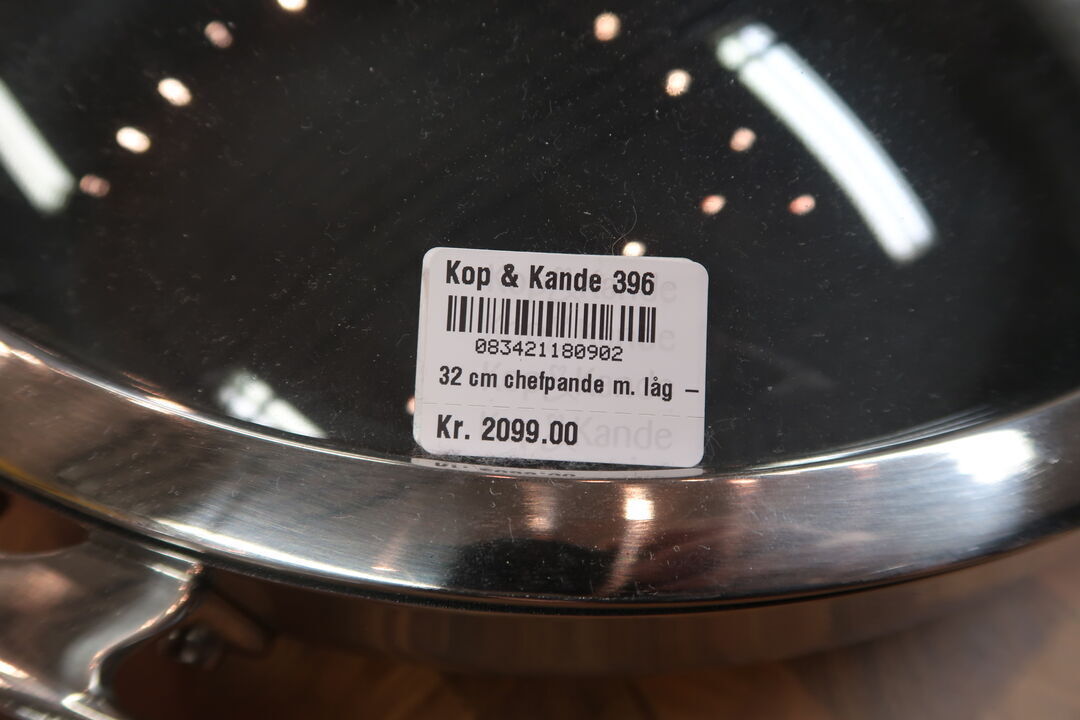 Kop & Kande 396
083421180902
32 cm chefpande m. låg –
Kr. 2099.00